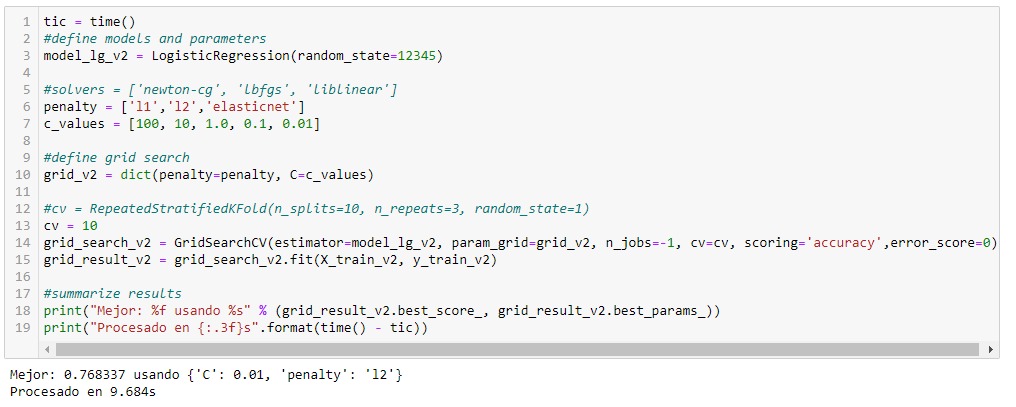 1 tic = time()
2 #define models and parameters
3 model_lg_v2 = LogisticRegression(random_state=12345)
4
5 #solvers = ['newton-cg', 'lbfgs', 'liblinear']
6 penalty = ['l1','l2','elasticnet']
7 c_values = [100, 10, 1.0, 0.1, 0.01]
8
9 #define grid search
10 grid_v2 = dict(penalty=penalty, C=c_values)
11
12 #cv = RepeatedStratifiedKFold(n_splits=10, n_repeats=3, random_state=1)
13 cv = 10
14 grid_search_v2 = GridSearchCV(estimator=model_lg_v2, param_grid=grid_v2, n_jobs=-1, cv=cv, scoring='accuracy',error_score=0)
15 grid_result_v2 = grid_search_v2.fit(X_train_v2, y_train_v2)
16
17 #summarize results
18 print("Mejor: %f usando %s" % (grid_result_v2.best_score_, grid_result_v2.best_params_))
19 print("Procesado en {:.3f}s".format(time() - tic))
Mejor: 0.768337 usando {'C': 0.01, 'penalty': 'l2'}
Procesado en 9.684s